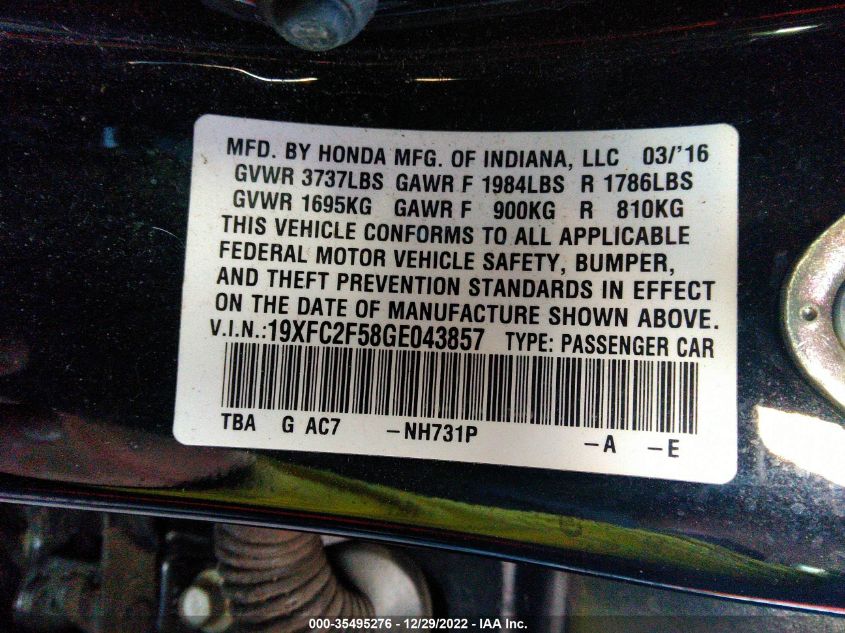 MFD. BY HONDA MFG. OF INDIANA, LLC 03/'16
GVWR 3737LBS GAWR F 1984LBS R 1786LBS
GVWR 1695KG GAWR F 900KG R 810KG
THIS VEHICLE CONFORMS TO ALL APPLICABLE
FEDERAL MOTOR VEHICLE SAFETY, BUMPER,
AND THEFT PREVENTION STANDARDS IN EFFECT
ON THE DATE OF MANUFACTURE SHOWN ABOVE.
V.I.N.:19XFC2F58GE043857 TYPE: PASSENGER CAR
TBA G AC7 -NH731P -A -E
000-35495276 - 12/29/2022 - IAA Inc.